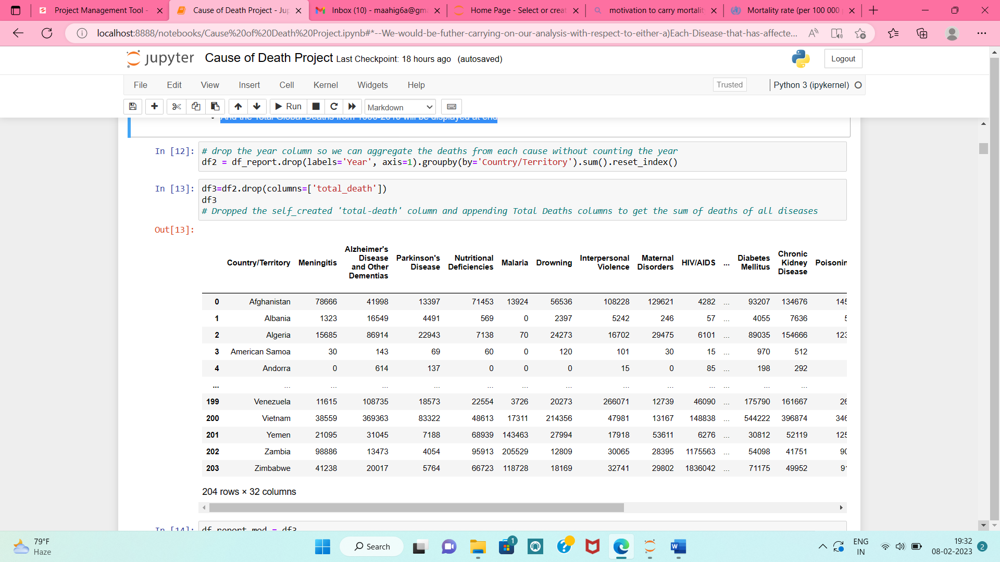 Project Management Tool -
Cause of Death Project - Jup
Inbox (10) - maahig6a@gm
Home Page - Select or creat
motivation to carry mortalit
Mortality rate (per 100 000
localhost:8888/notebooks/Cause%20of%20Death%20Project.ipynb#*--We-would-be-futher-carrying-on-our-analysis-with-respect-to-either-a)Each-Disease-that-has-affecte...
jupyter Cause of Death Project Last Checkpoint: 18 hours ago (autosaved)
Logout
File Edit View Insert Cell Kernel Widgets Help
Trusted Python 3 (ipykernel)
Run Markdown
In [12]: # drop the year column so we can aggregate the deaths from each cause without counting the year
df2 = df_report.drop(labels='Year', axis=1).groupby(by='Country/Territory').sum().reset_index()
In [13]: df3=df2.drop(columns=['total_death'])
df3
# Dropped the self_created 'total-death' column and appending Total Deaths columns to get the sum of deaths of all diseases
Out[13]:
Country/Territory Meningitis Alzheimer's Disease and Other Dementias Parkinson's Disease Nutritional Deficiencies Malaria Drowning Interpersonal Violence Maternal Disorders HIV/AIDS ... Diabetes Mellitus Chronic Kidney Disease Poisonin
0 Afghanistan 78666 41998 13397 71453 13924 56536 108228 129621 4282 ... 93207 134676 145
1 Albania 1323 16549 4491 569 0 2397 5242 246 57 ... 4055 7636 5
2 Algeria 15685 86914 22943 7138 70 24273 16702 29475 6101 ... 89035 154666 123
3 American Samoa 30 143 69 60 0 120 101 30 15 ... 970 512
4 Andorra 0 614 137 0 0 0 15 0 85 ... 198 292
... ... ... ... ... ... ... ... ... ... ... ... ... ...
199 Venezuela 11615 108735 18573 22554 3726 20273 266071 12739 46090 ... 175790 161667 26
200 Vietnam 38559 369363 83322 48613 17311 214356 47981 13167 148838 ... 544222 396874 346
201 Yemen 21095 31045 7188 68939 143463 27994 17918 53611 6276 ... 30812 52119 125
202 Zambia 98886 13473 4054 95913 205529 12809 30065 28395 1175563 ... 54098 41751 90
203 Zimbabwe 41238 20017 5764 66723 118728 18169 32741 29802 1836042 ... 71175 49952 91
204 rows × 32 columns
In [14]: df_report_mod = df3
79°F
Haze
Search
1
ENG
IN
19:32
08-02-2023
2